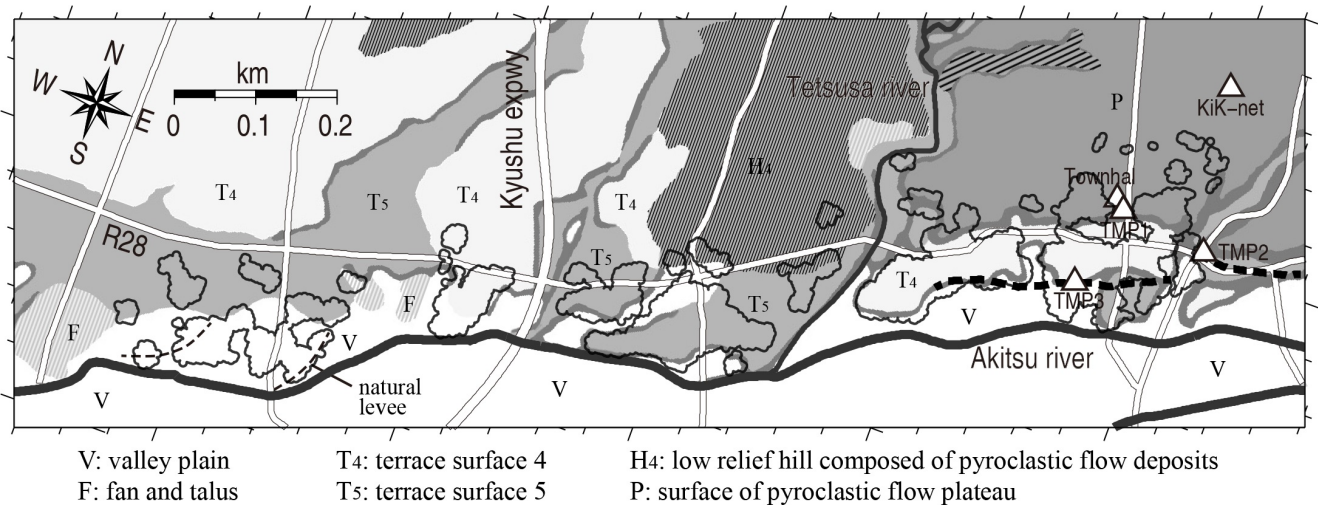 N
W
E
S
km
0 0.1 0.2
R28
Kyushu expwy
Tetsusa river
P
KiK-net
Townhal
TMP1
TMP2
TMP3
H4
T4
T5
T4
T4
T5
T5
T4
F
F
V
V
V
V
V
natural
levee
Akitsu river
V: valley plain
T4: terrace surface 4
H4: low relief hill composed of pyroclastic flow deposits
F: fan and talus
T5: terrace surface 5
P: surface of pyroclastic flow plateau